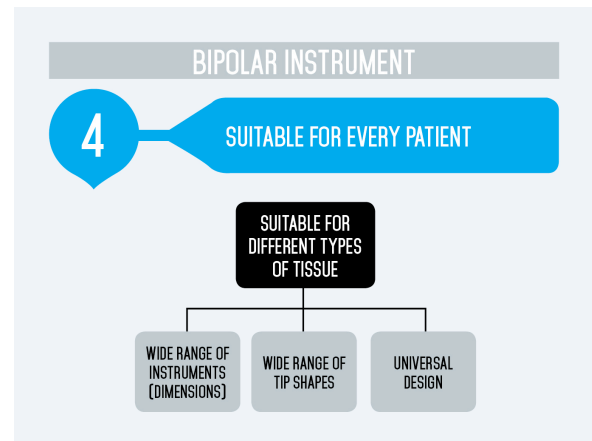 BIPOLAR INSTRUMENT
4
SUITABLE FOR EVERY PATIENT
SUITABLE FOR
DIFFERENT TYPES
OF TISSUE
WIDE RANGE OF
INSTRUMENTS
(DIMENSIONS)
WIDE RANGE OF
TIP SHAPES
UNIVERSAL
DESIGN